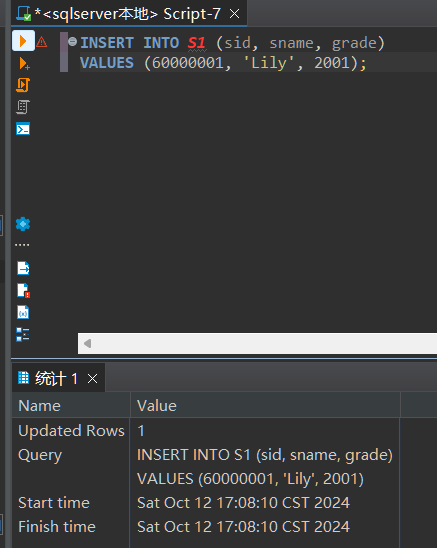 *<sqlserver本地> Script-7
INSERT INTO S1 (sid, sname, grade)
VALUES (60000001, 'Lily', 2001);
统计 1
Name Value
Updated Rows 1
Query INSERT INTO S1 (sid, sname, grade)
VALUES (60000001, 'Lily', 2001)
Start time Sat Oct 12 17:08:10 CST 2024
Finish time Sat Oct 12 17:08:10 CST 2024